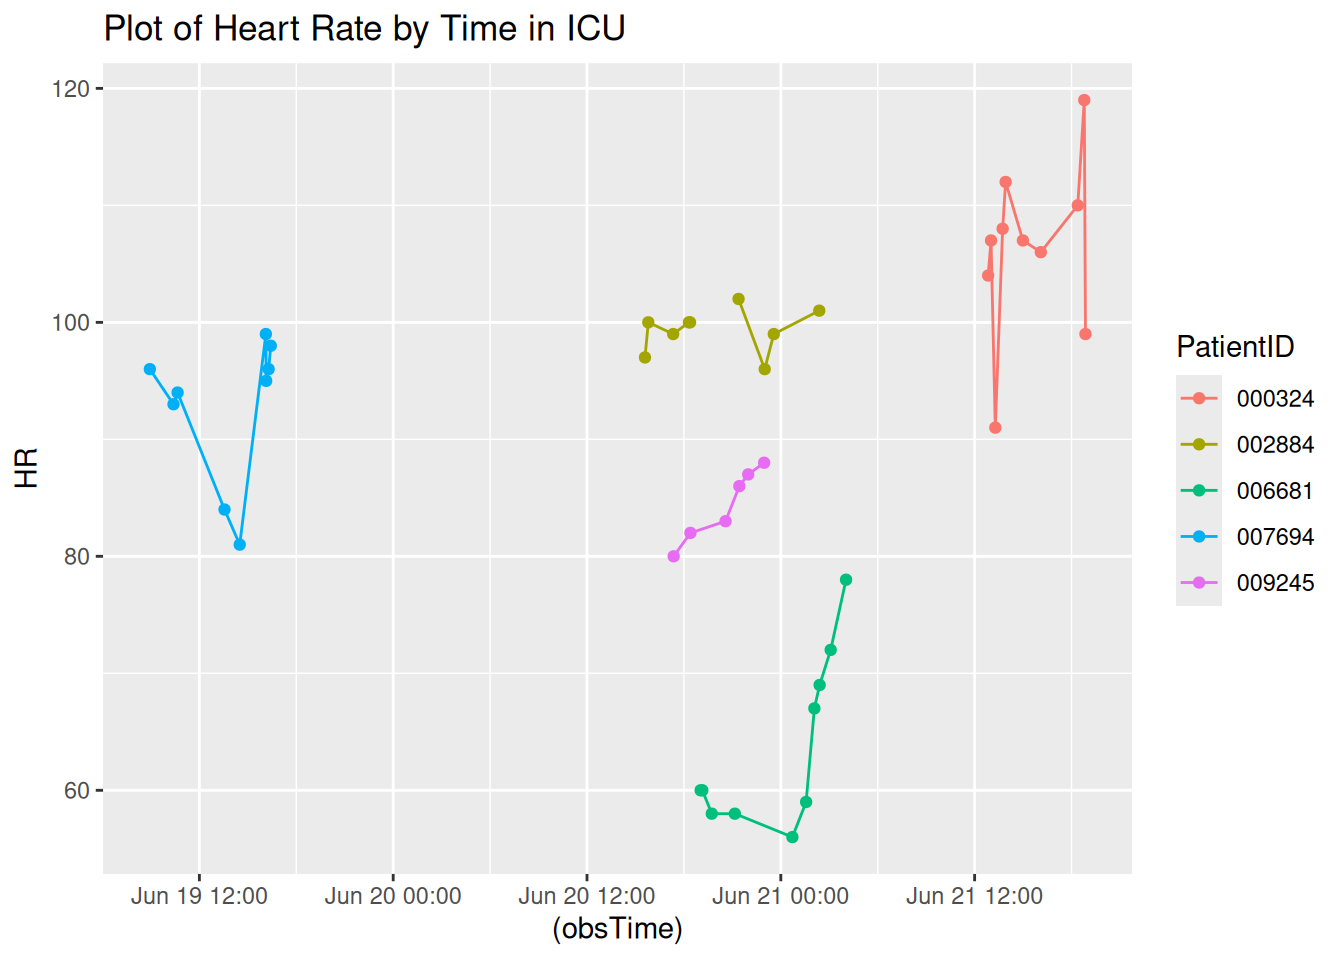 Plot of Heart Rate by Time in ICU
120
100
80
60
HR
Jun 19 12:00
Jun 20 00:00
Jun 20 12:00
Jun 21 00:00
Jun 21 12:00
(obsTime)
PatientID
000324
002884
006681
007694
009245